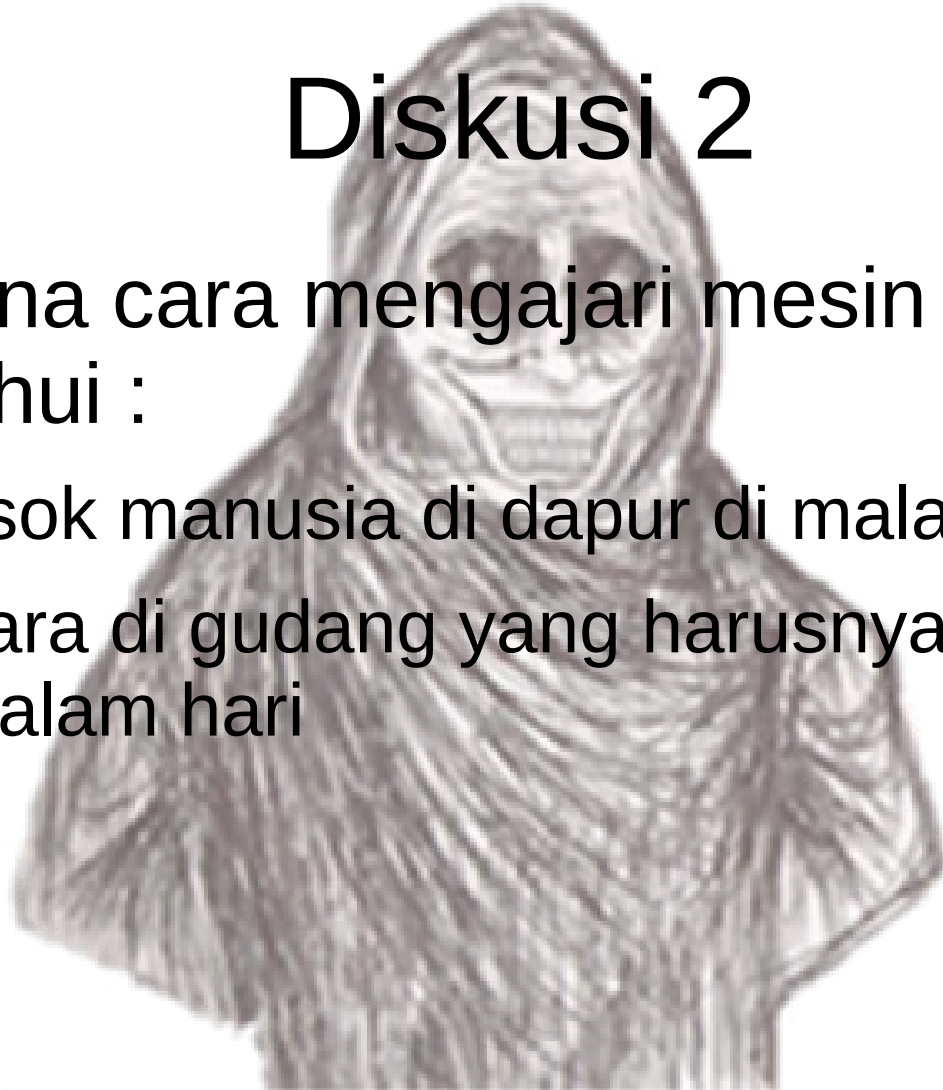 Diskusi 2
na cara mengajari mesin
hui :
sok manusia di dapur di mala
ara di gudang yang harusnya
alam hari